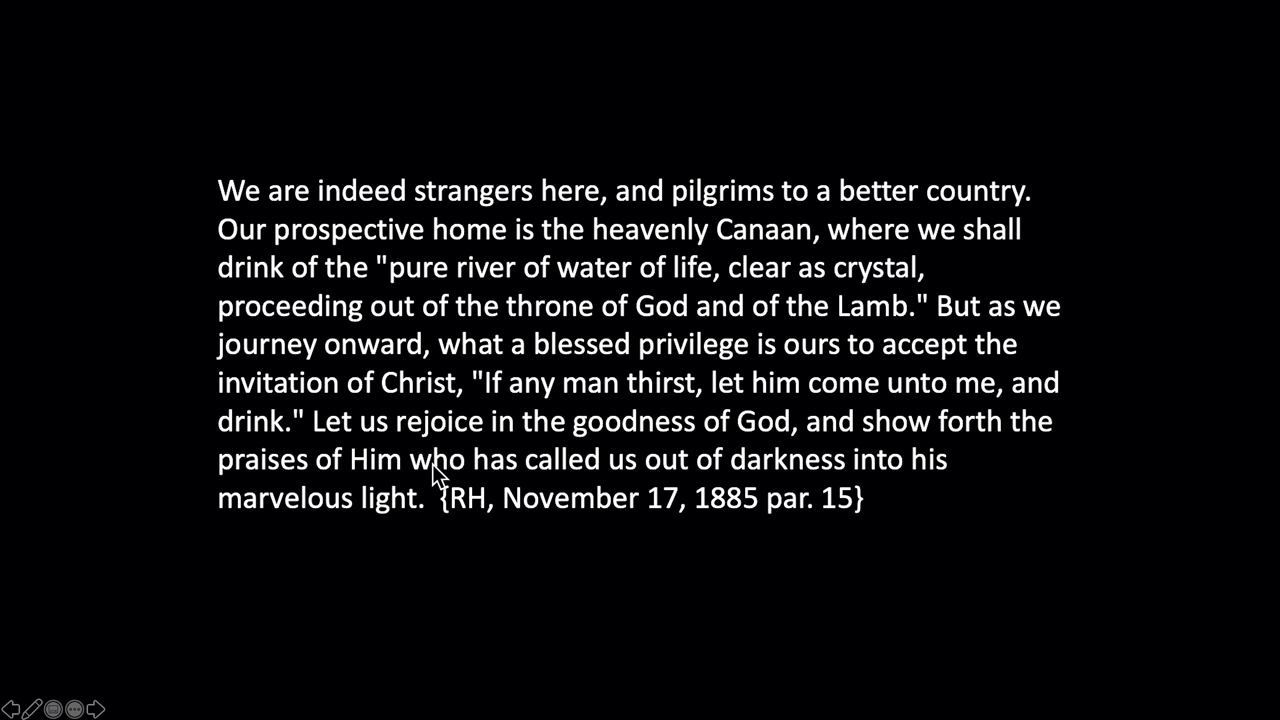 We are indeed strangers here, and pilgrims to a better country.
Our prospective home is the heavenly Canaan, where we shall
drink of the "pure river of water of life, clear as crystal,
proceeding out of the throne of God and of the Lamb." But as we
journey onward, what a blessed privilege is ours to accept the
invitation of Christ, "If any man thirst, let him come unto me, and
drink." Let us rejoice in the goodness of God, and show forth the
praises of Him who has called us out of darkness into his
marvelous light.  {RH, November 17, 1885 par. 15}